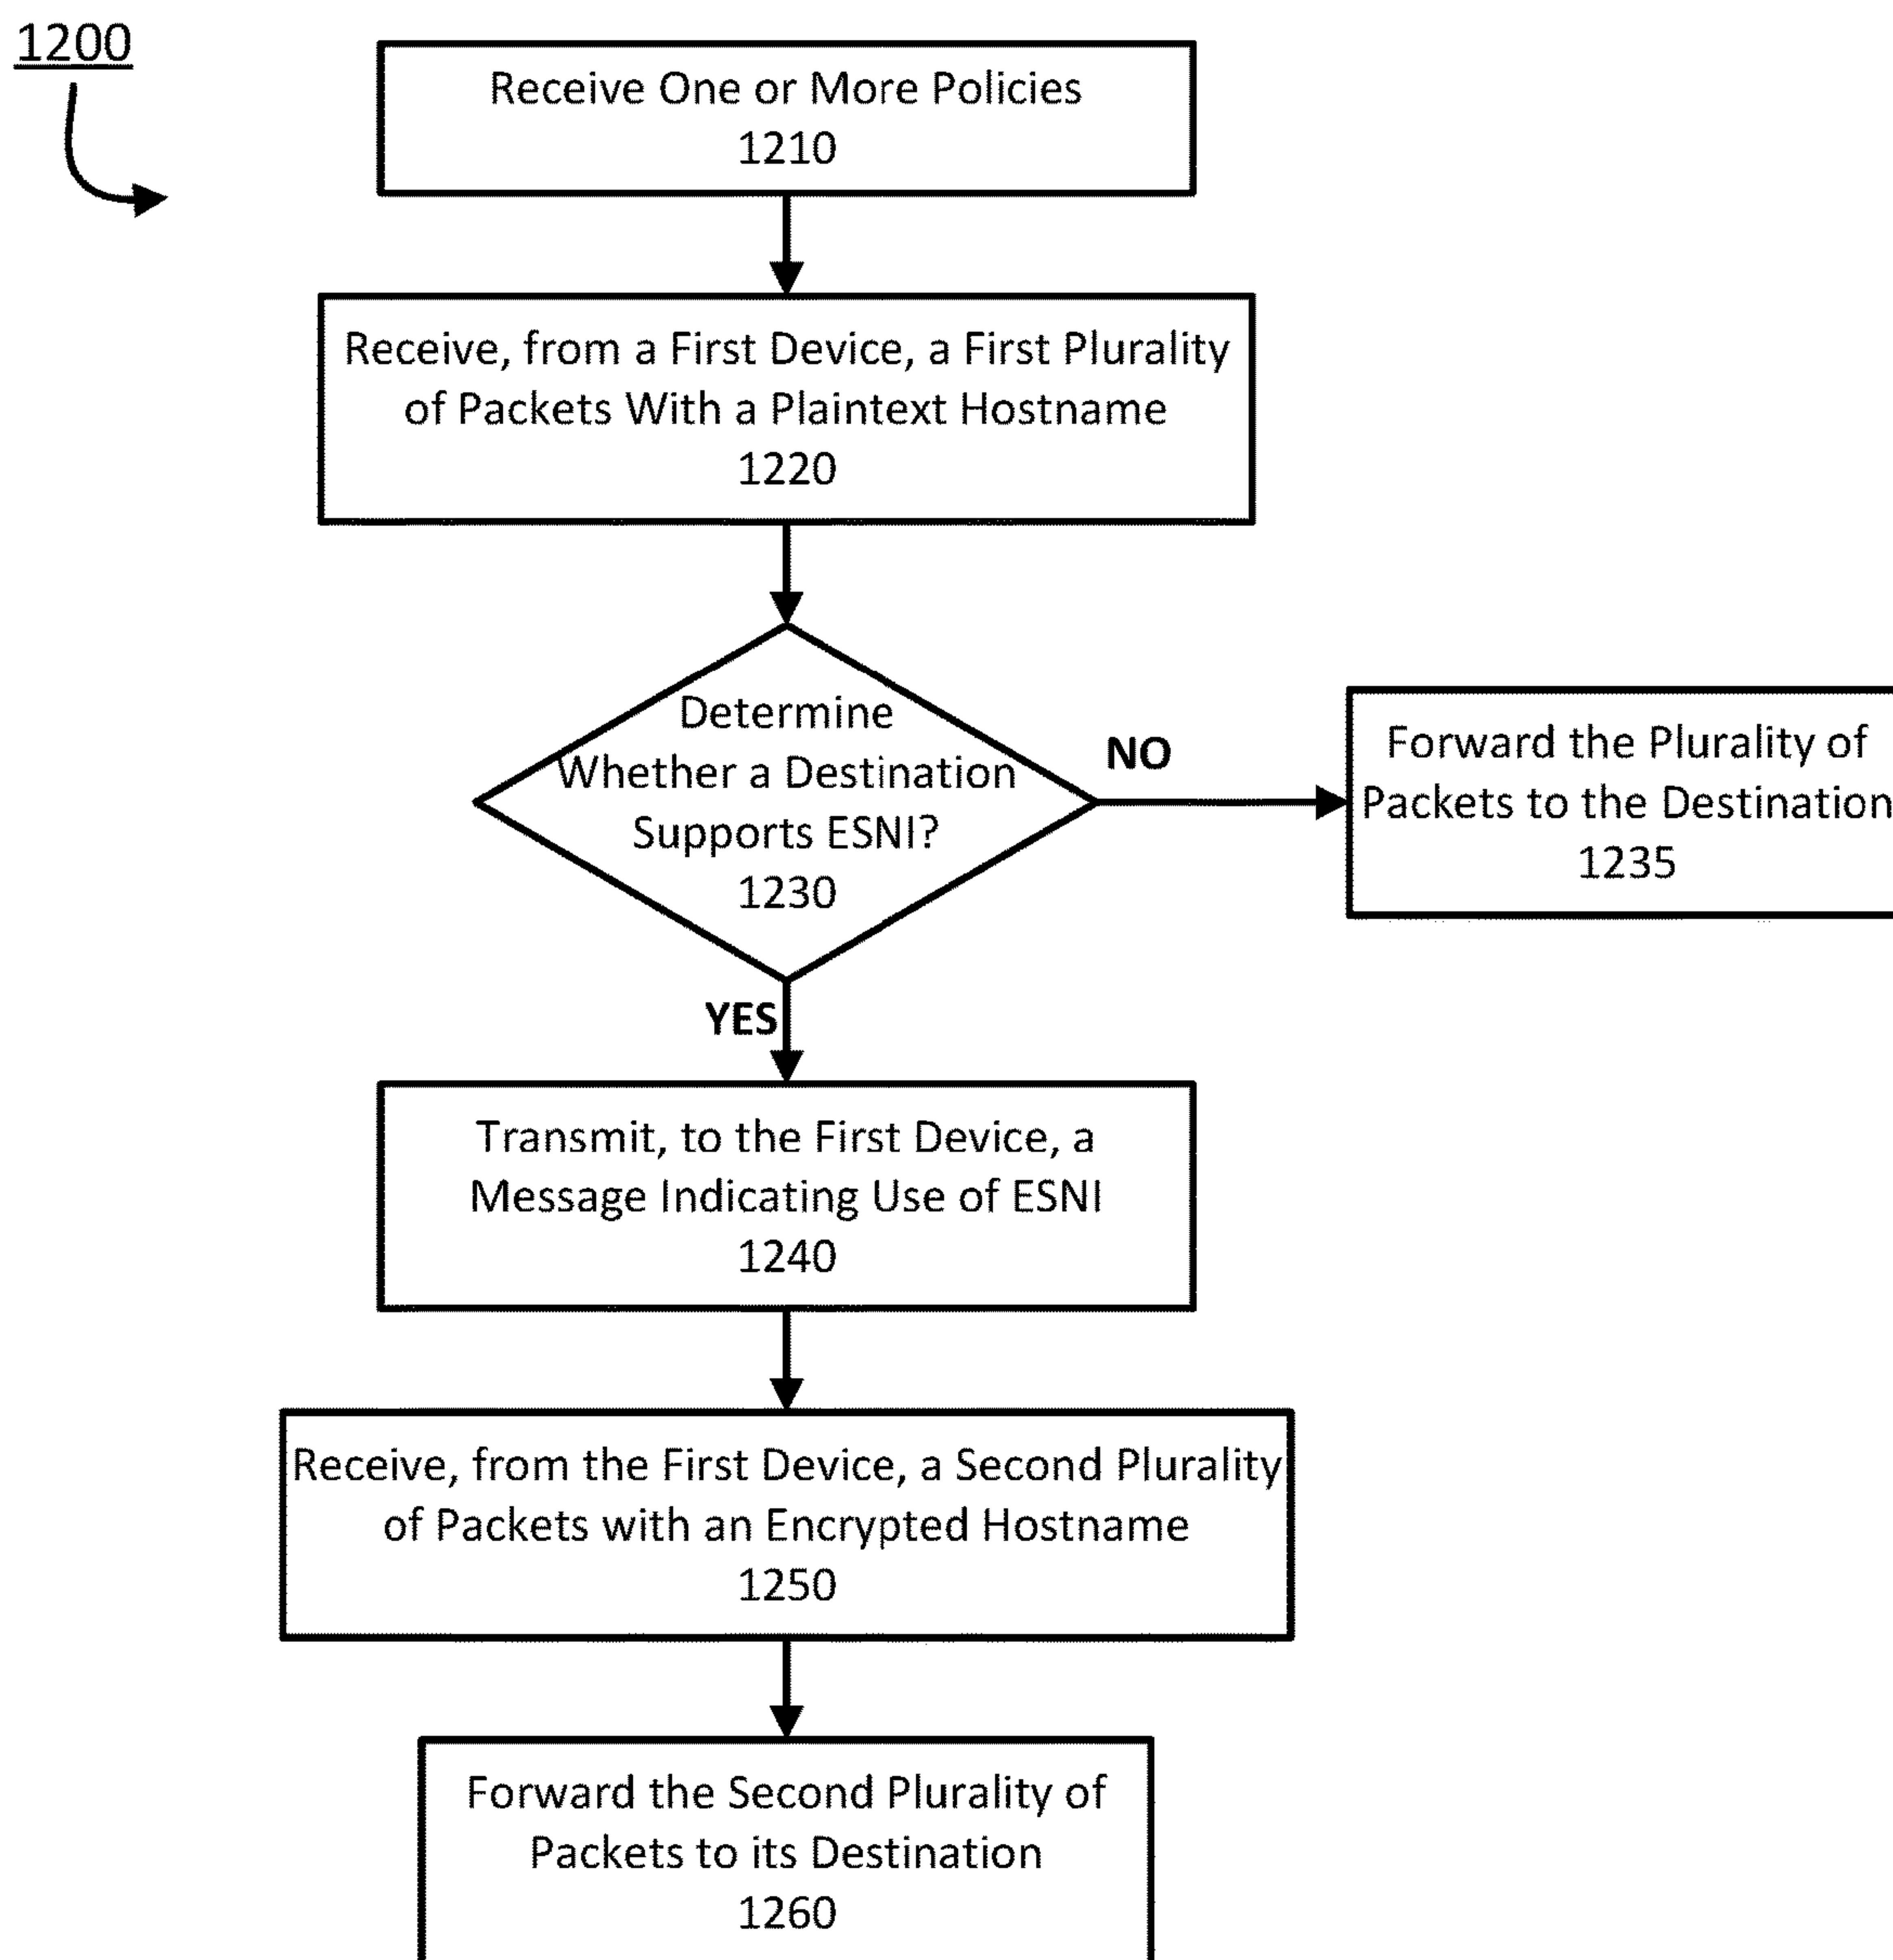 1200
Receive One or More Policies
1210
Receive, from a First Device, a First Plurality
of Packets With a Plaintext Hostname
1220
Determine
Whether a Destination
Supports ESNI?
1230
NO
Forward the Plurality of
Packets to the Destination
1235
YES
Transmit, to the First Device, a
Message Indicating Use of ESNI
1240
Receive, from the First Device, a Second Plurality
of Packets with an Encrypted Hostname
1250
Forward the Second Plurality of
Packets to its Destination
1260